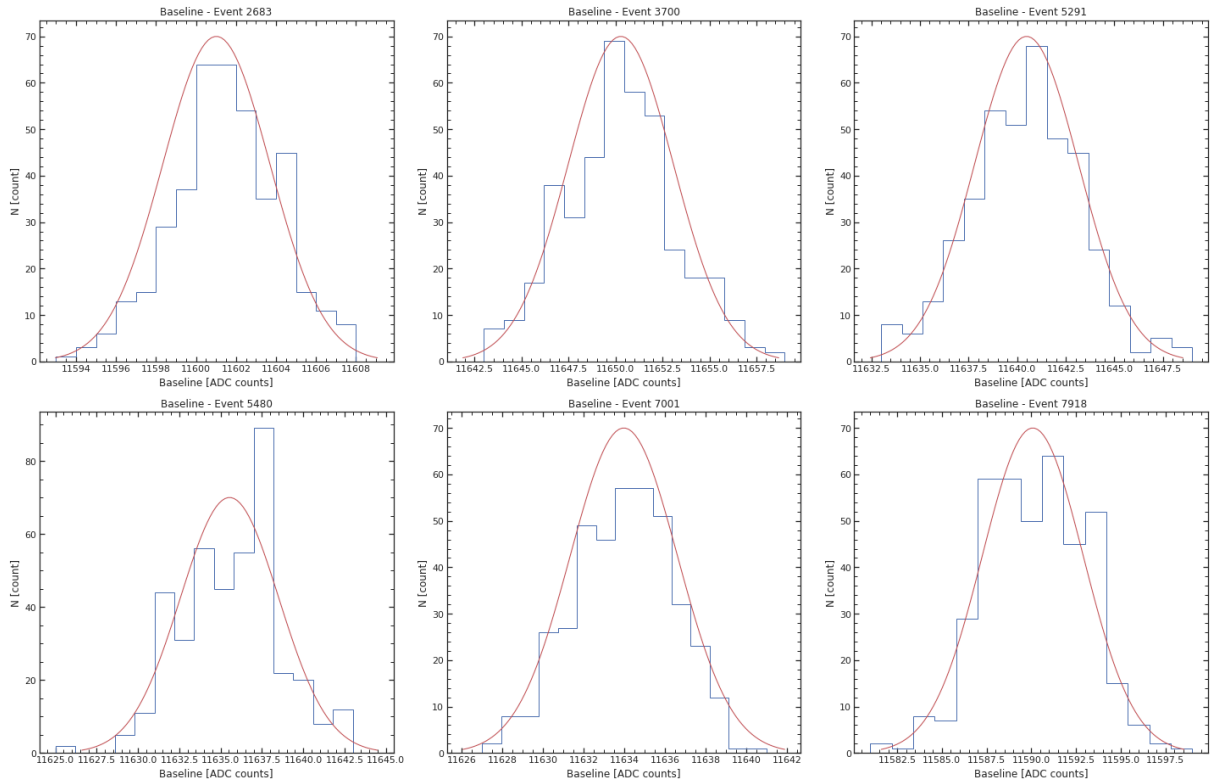 Baseline - Event 2683
70
60
50
40
30
20
10
0
N [count]
11594 11596 11598 11600 11602 11604 11606 11608
Baseline [ADC counts]
Baseline - Event 3700
70
60
50
40
30
20
10
0
N [count]
11642.5 11645.0 11647.5 11650.0 11652.5 11655.0 11657.5
Baseline [ADC counts]
Baseline - Event 5291
70
60
50
40
30
20
10
0
N [count]
11632.5 11635.0 11637.5 11640.0 11642.5 11645.0 11647.5
Baseline [ADC counts]
Baseline - Event 5480
80
60
40
20
0
N [count]
11625.0 11627.5 11630.0 11632.5 11635.0 11637.5 11640.0 11642.5 11645.0
Baseline [ADC counts]
Baseline - Event 7001
70
60
50
40
30
20
10
0
N [count]
11626 11628 11630 11632 11634 11636 11638 11640 11642
Baseline [ADC counts]
Baseline - Event 7918
70
60
50
40
30
20
10
0
N [count]
11582.5 11585.0 11587.5 11590.0 11592.5 11595.0 11597.5
Baseline [ADC counts]